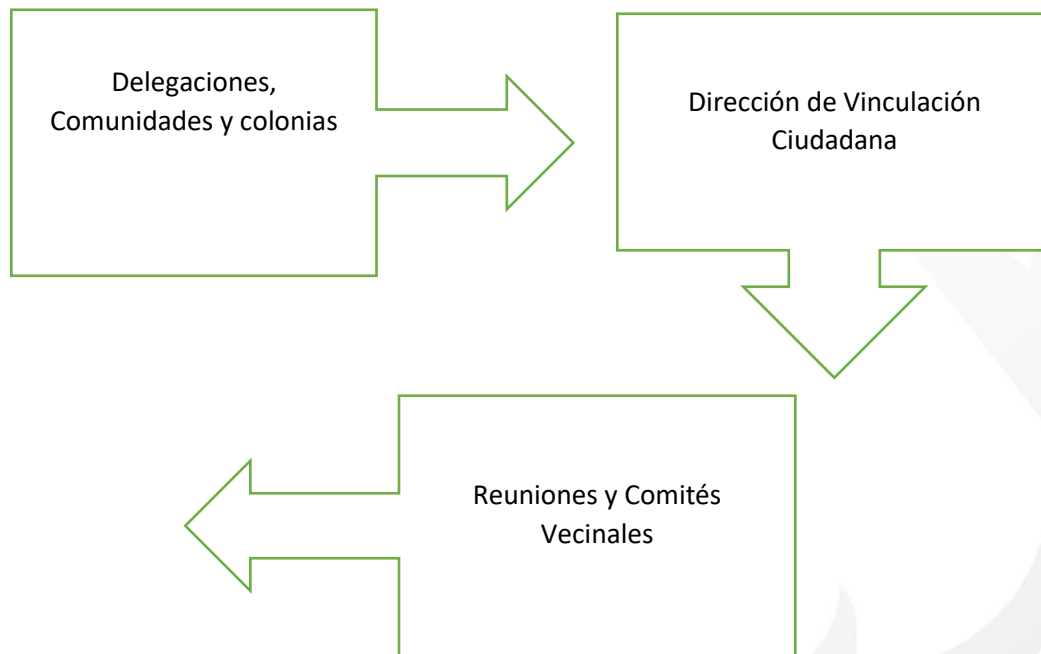 Delegaciones,
Comunidades y colonias
Dirección de Vinculación
Ciudadana
Reuniones y Comités
Vecinales